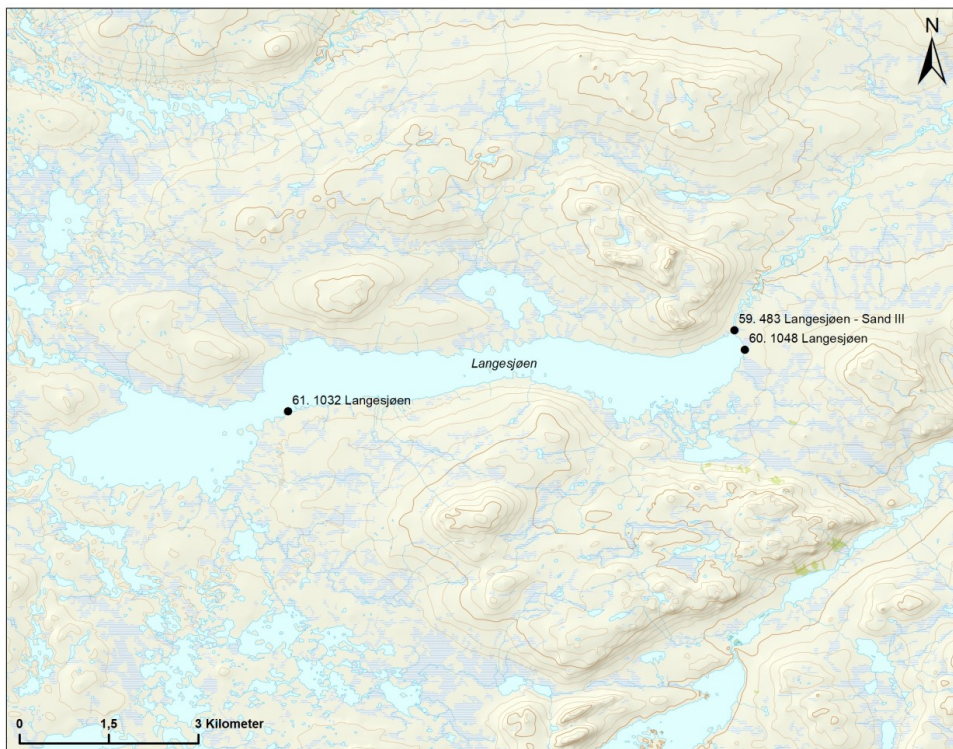 N
59. 483 Langesjøen - Sand III
60. 1048 Langesjøen
Langesjøen
61. 1032 Langesjøen
0 1,5 3 Kilometer